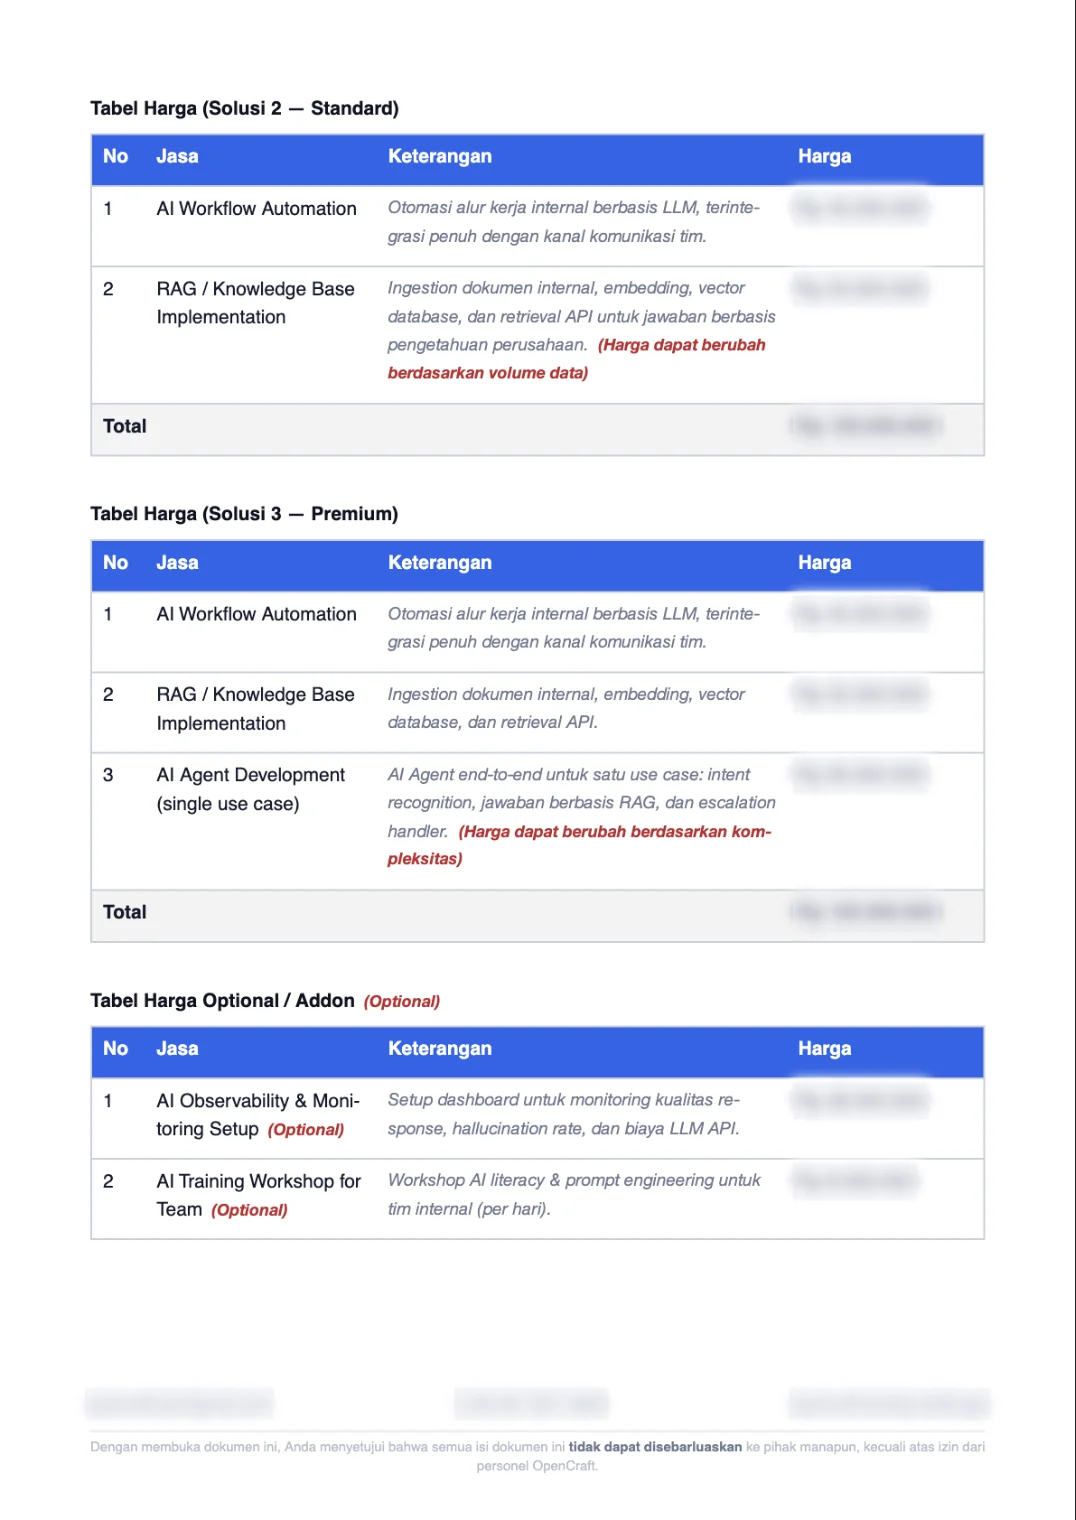 Tabel Harga (Solusi 2 — Standard)
No Jasa Keterangan Harga
1 AI Workflow Automation Otomasi alur kerja internal berbasis LLM, terinte-
grasi penuh dengan kanal komunikasi tim.
2 RAG / Knowledge Base Ingestion dokumen internal, embedding, vector
Implementation database, dan retrieval API untuk jawaban berbasis
pengetahuan perusahaan. (Harga dapat berubah
berdasarkan volume data)
Total
Tabel Harga (Solusi 3 — Premium)
No Jasa Keterangan Harga
1 AI Workflow Automation Otomasi alur kerja internal berbasis LLM, terinte-
grasi penuh dengan kanal komunikasi tim.
2 RAG / Knowledge Base Ingestion dokumen internal, embedding, vector
Implementation database, dan retrieval API.
3 AI Agent Development AI Agent end-to-end untuk satu use case: intent
(single use case) recognition, jawaban berbasis RAG, dan escalation
handler. (Harga dapat berubah berdasarkan kom-
pleksitas)
Total
Tabel Harga Optional / Addon (Optional)
No Jasa Keterangan Harga
1 AI Observability & Moni- Setup dashboard untuk monitoring kualitas re-
toring Setup (Optional) sponse, hallucination rate, dan biaya LLM API.
2 AI Training Workshop for Workshop AI literacy & prompt engineering untuk
Team (Optional) tim internal (per hari).
Dengan membuka dokumen ini, Anda menyetujui bahwa semua isi dokumen ini tidak dapat disebarluaskan ke pihak manapun, kecuali atas izin dari
personel OpenCraft.